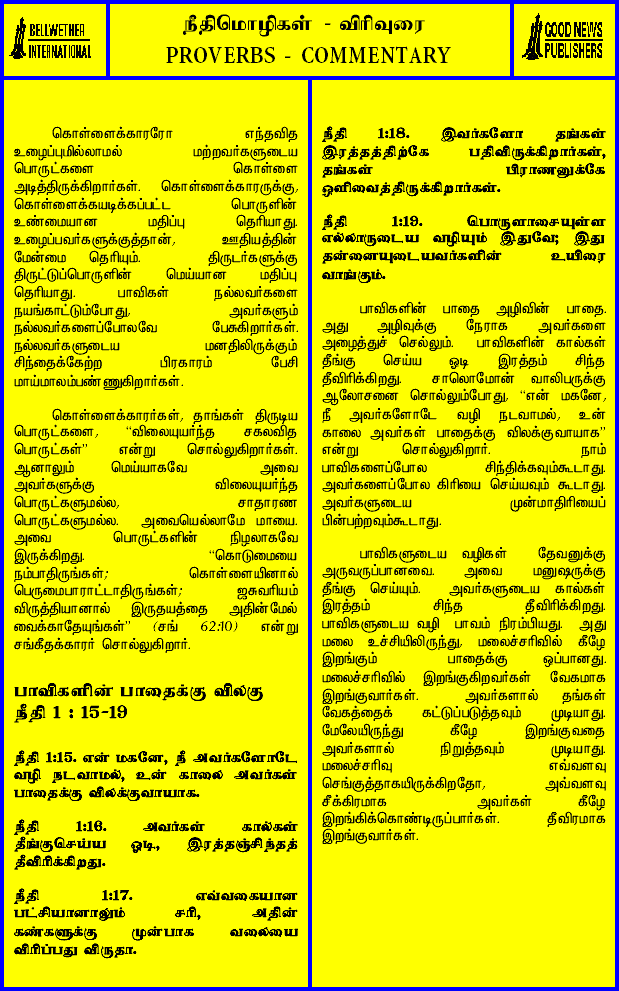 BELLWETHER
INTERNATIONAL
நீதிமொழிகள் - விரிவுரை
PROVERBS - COMMENTARY
GOOD NEWS
PUBLISHERS
கொள்ளைக்காரரோ எந்தவித
உழைப்புமில்லாமல் மற்றவர்களுடைய
பொருட்களை கொள்ளை
அடித்திருக்கிறார்கள். கொள்ளைக்காரருக்கு,
கொள்ளைக்கயடிக்கப்பட்ட பொருளின்
உண்மையான மதிப்பு தெரியாது.
உழைப்பவர்களுக்குத்தான், ஊதியத்தின்
மேன்மை தெரியும். திருடர்களுக்கு
திருட்டுப்பொருளின் மெய்யான மதிப்பு
தெரியாது. பாவிகள் நல்லவர்களை
நயங்காட்டும்போது, அவர்களும்
நல்லவர்களைப்போலவே பேசுகிறார்கள்.
நல்லவர்களுடைய மனதிலிருக்கும்
சிந்தைக்கேற்ற பிரகாரம் பேசி
மாய்மாலம்பண்ணுகிறார்கள்.
கொள்ளைக்காரர்கள், தாங்கள் திருடிய
பொருட்களை, “விலையுயர்ந்த சகலவித
பொருட்கள்” என்று சொல்லுகிறார்கள்.
ஆனாலும் மெய்யாகவே அவை
அவர்களுக்கு விலையுயர்ந்த
பொருட்களுமல்ல, சாதாரண
பொருட்களுமல்ல. அவையெல்லாமே மாயை.
அவை பொருட்களின் நிழலாகவே
இருக்கிறது. “கொடுமையை
நம்பாதிருங்கள்; கொள்ளையினால்
பெருமைபாராட்டாதிருங்கள்; ஐசுவரியம்
விருத்தியானால் இருதயத்தை அதின்மேல்
வைக்காதேயுங்கள்” (சங் 62:10) என்று
சங்கீதக்காரர் சொல்லுகிறார்.
பாவிகளின் பாதைக்கு விலகு
நீதி 1 : 15-19
நீதி 1:15. என் மகனே, நீ அவர்களோடே
வழி நடவாமல், உன் காலை அவர்கள்
பாதைக்கு விலக்குவாயாக.
நீதி 1:16. அவர்கள் கால்கள்
தீங்குசெய்ய ஓடி, இரத்தஞ்சிந்தத்
தீவிரிக்கிறது.
நீதி 1:17. எவ்வகையான
பட்சியானாலும் சரி, அதின்
கண்களுக்கு முன்பாக வலையை
விரிப்பது விருதா.
நீதி 1:18. இவர்களோ தங்கள்
இரத்தத்திற்கே பதிவிருக்கிறார்கள்,
தங்கள் பிராணனுக்கே
ஒளிவைத்திருக்கிறார்கள்.
நீதி 1:19. பொருளாசையுள்ள
எல்லாருடைய வழியும் இதுவே; இது
தன்னையுடையவர்களின் உயிரை
வாங்கும்.
பாவிகளின் பாதை அழிவின் பாதை.
அது அழிவுக்கு நேராக அவர்களை
அழைத்துச் செல்லும். பாவிகளின் கால்கள்
தீங்கு செய்ய ஓடி இரத்தம் சிந்த
தீவிரிக்கிறது. சாலொமோன் வாலிபருக்கு
ஆலோசனை சொல்லும்போது, “என் மகனே,
நீ அவர்களோடே வழி நடவாமல், உன்
காலை அவர்கள் பாதைக்கு விலக்குவாயாக”
என்று சொல்லுகிறார். நாம்
பாவிகளைப்போல சிந்திக்கவும்கூடாது.
அவர்களைப்போல கிரியை செய்யவும் கூடாது.
அவர்களுடைய முன்மாதிரியைப்
பின்பற்றவும்கூடாது.
பாவிகளுடைய வழிகள் தேவனுக்கு
அருவருப்பானவை. அவை மனுஷருக்கு
தீங்கு செய்யும். அவர்களுடைய கால்கள்
இரத்தம் சிந்த தீவிரிக்கிறது.
பாவிகளுடைய வழி பாவம் நிரம்பியது. அது
மலை உச்சியிலிருந்து, மலைச்சரிவில் கீழே
இறங்கும் பாதைக்கு ஒப்பானது.
மலைச்சரிவில் இறங்குகிறவர்கள் வேகமாக
இறங்குவார்கள். அவர்களால் தங்கள்
வேகத்தைக் கட்டுப்படுத்தவும் முடியாது.
மேலேயிருந்து கீழே இறங்குவதை
அவர்களால் நிறுத்தவும் முடியாது.
மலைச்சரிவு எவ்வளவு
செங்குத்தாகயிருக்கிறதோ, அவ்வளவு
சீக்கிரமாக அவர்கள் கீழே
இறங்கிக்கொண்டிருப்பார்கள். தீவிரமாக
இறங்குவார்கள்.